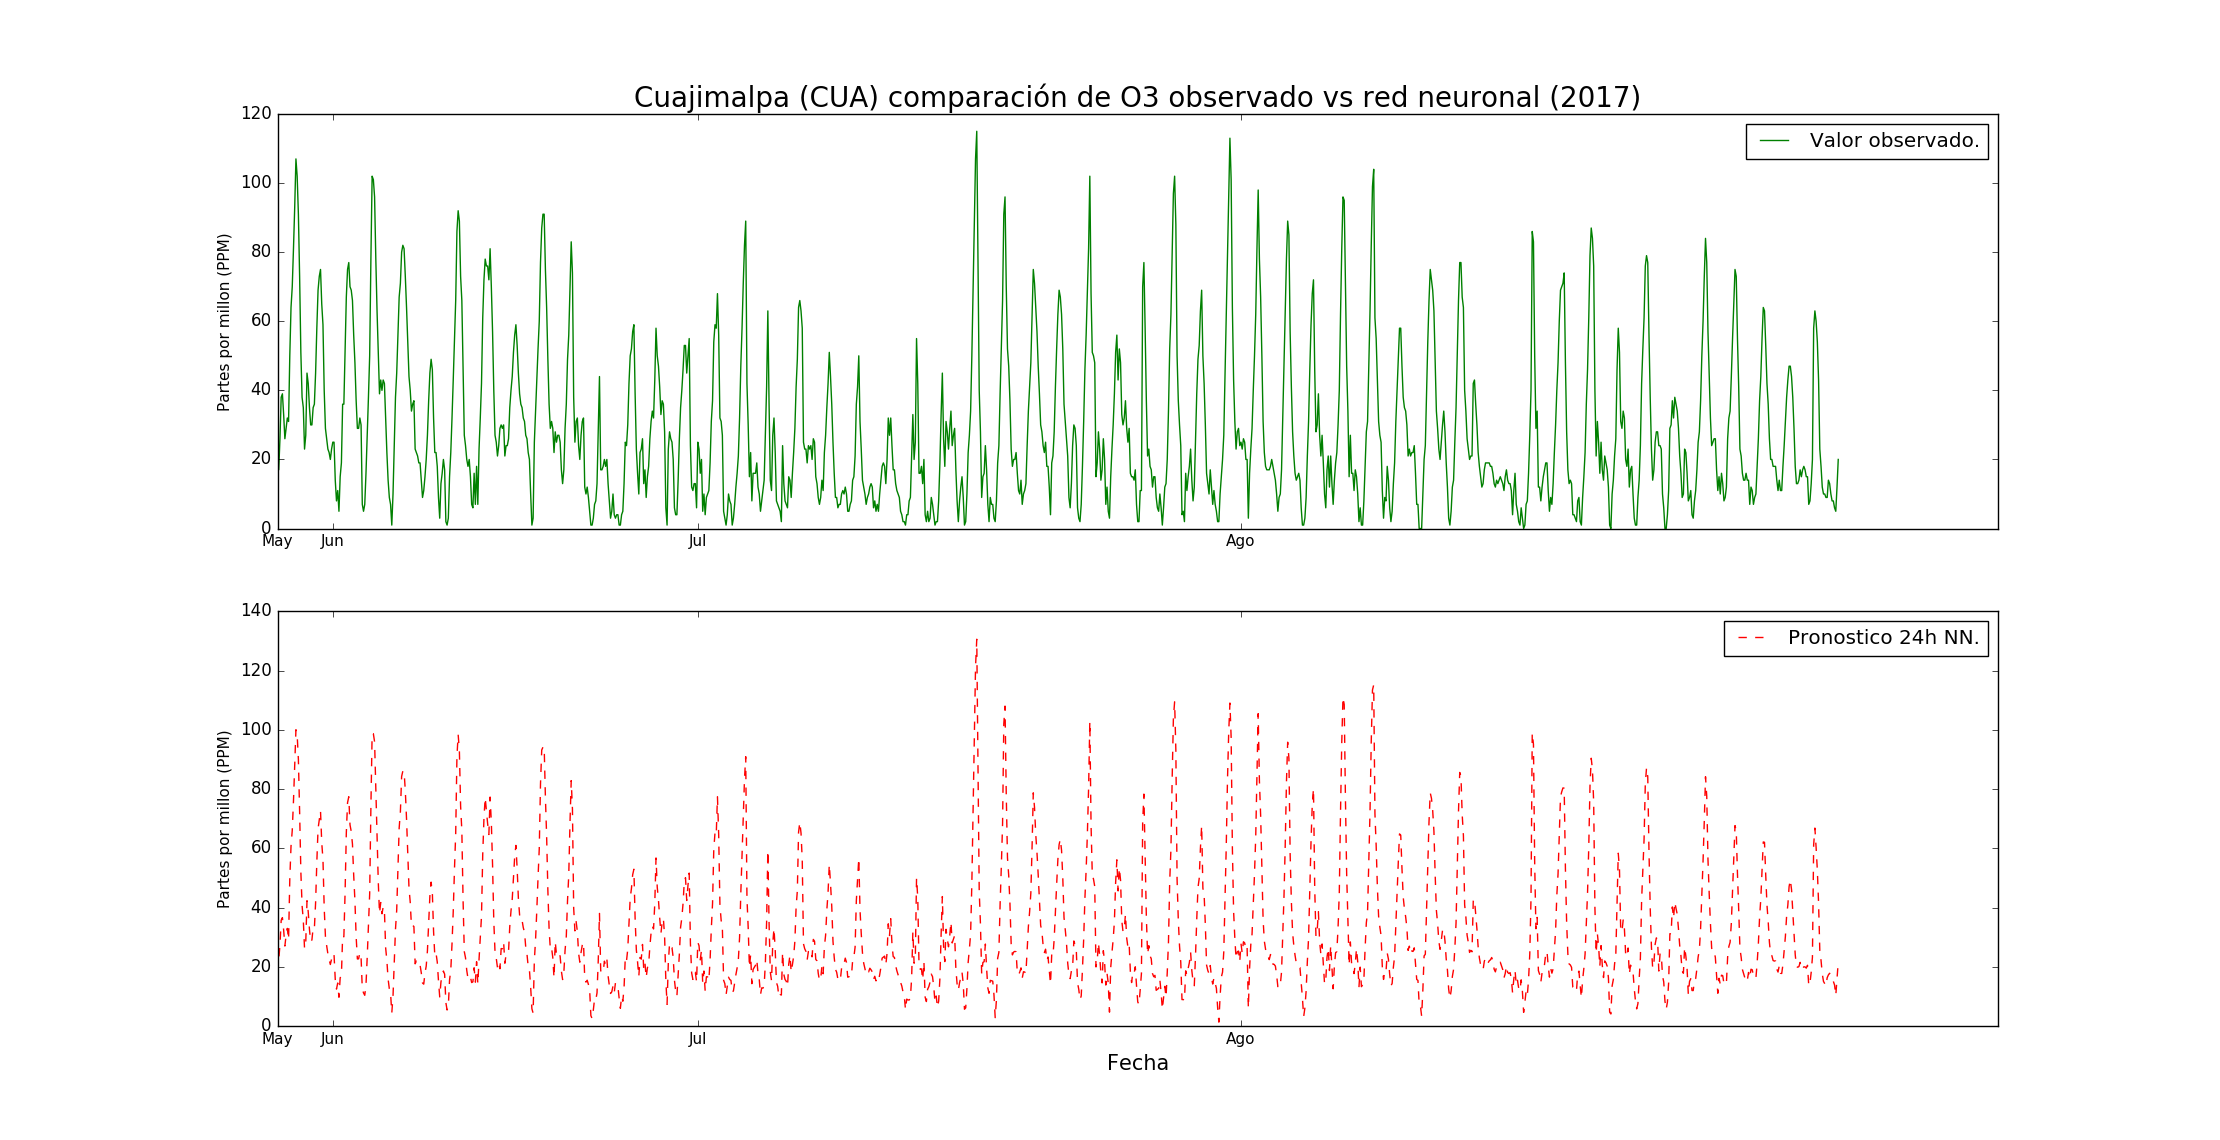 Cuajimalpa (CUA) comparación de O3 observado vs red neuronal (2017)
120
100
80
60
40
20
0
Partes por millon (PPM)
Valor observado.
May Jun Jul Ago
140
120
100
80
60
40
20
0
Partes por millon (PPM)
Pronostico 24h NN.
May Jun Jul Ago
Fecha